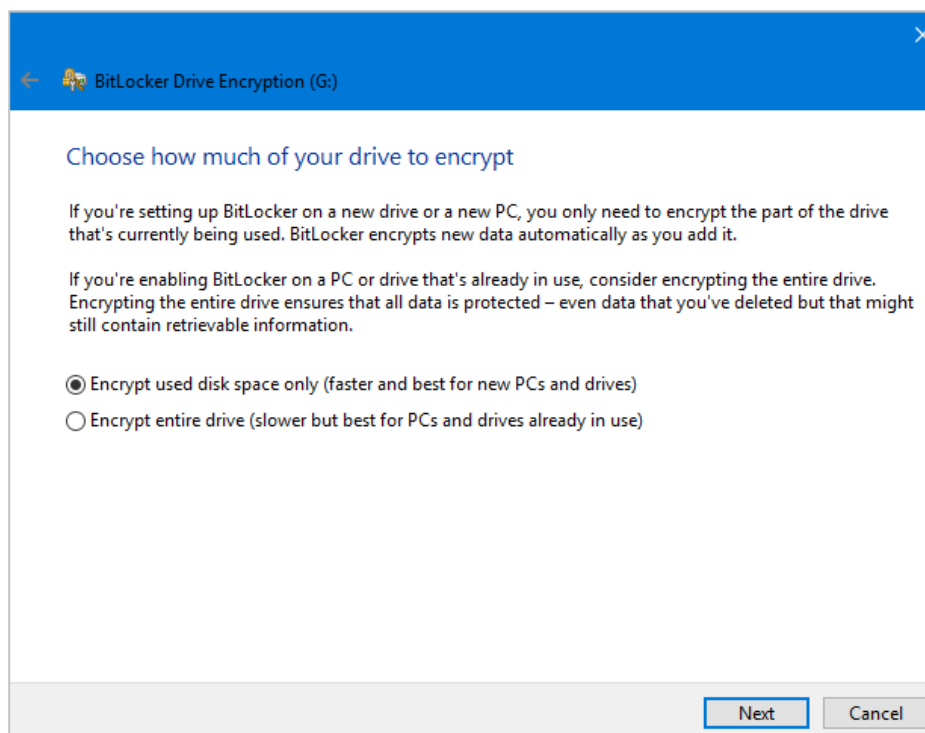 BitLocker Drive Encryption (G:)
Choose how much of your drive to encrypt
If you're setting up BitLocker on a new drive or a new PC, you only need to encrypt the part of the drive
that's currently being used. BitLocker encrypts new data automatically as you add it.
If you're enabling BitLocker on a PC or drive that's already in use, consider encrypting the entire drive.
Encrypting the entire drive ensures that all data is protected – even data that you've deleted but that might
still contain retrievable information.
Encrypt used disk space only (faster and best for new PCs and drives)
Encrypt entire drive (slower but best for PCs and drives already in use)
Next Cancel